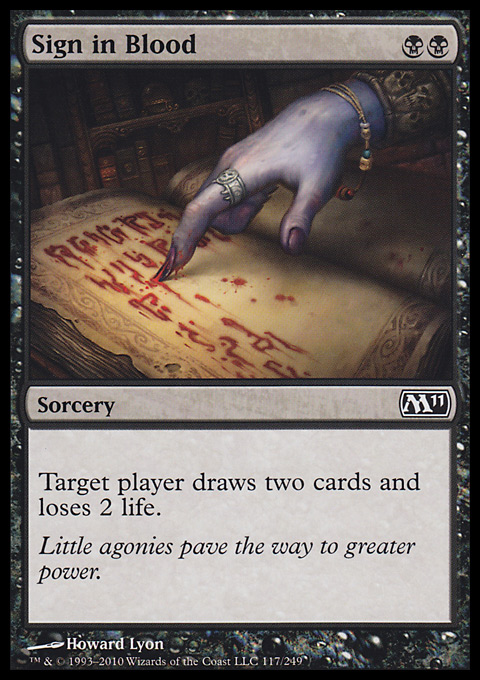 Sign in Blood
Sorcery
M11
Target player draws two cards and
loses 2 life.
Little agonies pave the way to greater
power.
Howard Lyon
™ & © 1993–2010 Wizards of the Coast LLC 117/249